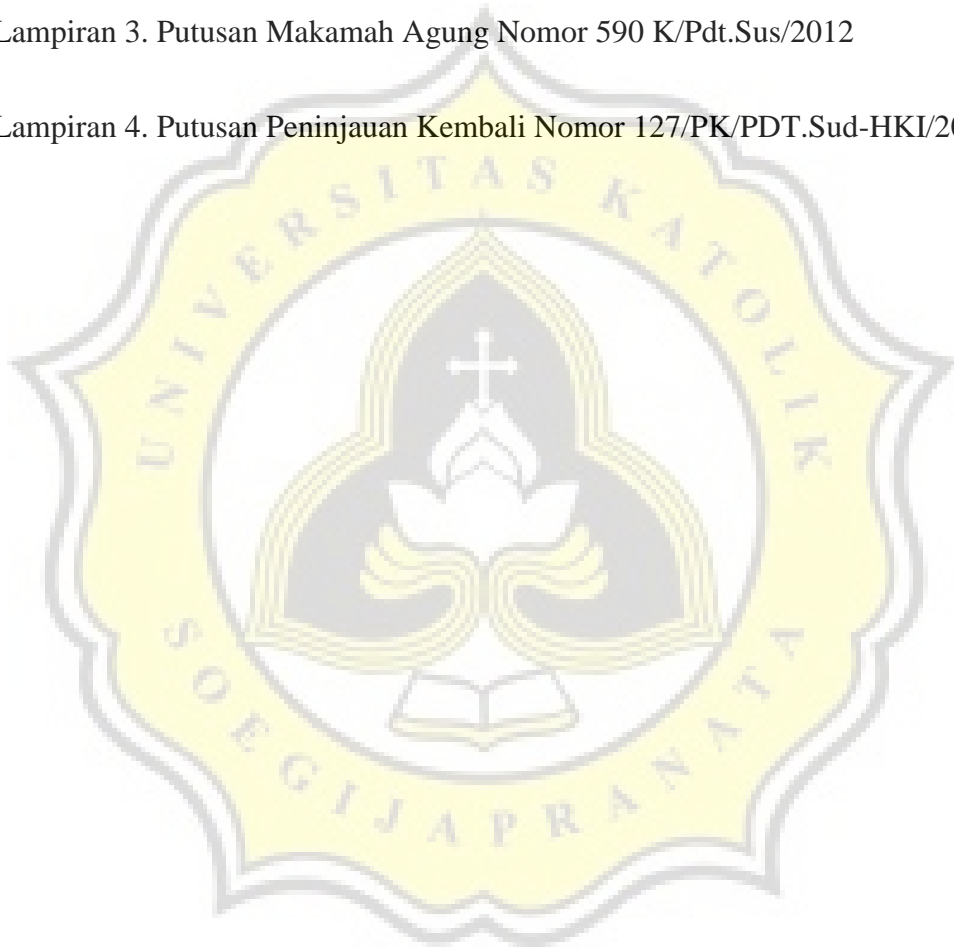 Lampiran 3. Putusan Makamah Agung Nomor 590 K/Pdt.Sus/2012
Lampiran 4. Putusan Peninjauan Kembali Nomor 127/PK/PDT.Sud-HKI/20
UNIVERSITAS KATOLIK
SOEGIJAPRANATA